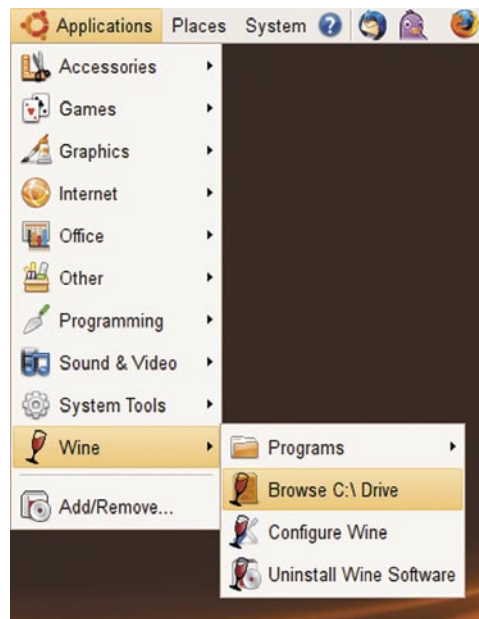 Applications Places System ?
Accessories
Games
Graphics
Internet
Office
Other
Programming
Sound & Video
System Tools
Wine
Add/Remove...
Programs
Browse C:\ Drive
Configure Wine
Uninstall Wine Software